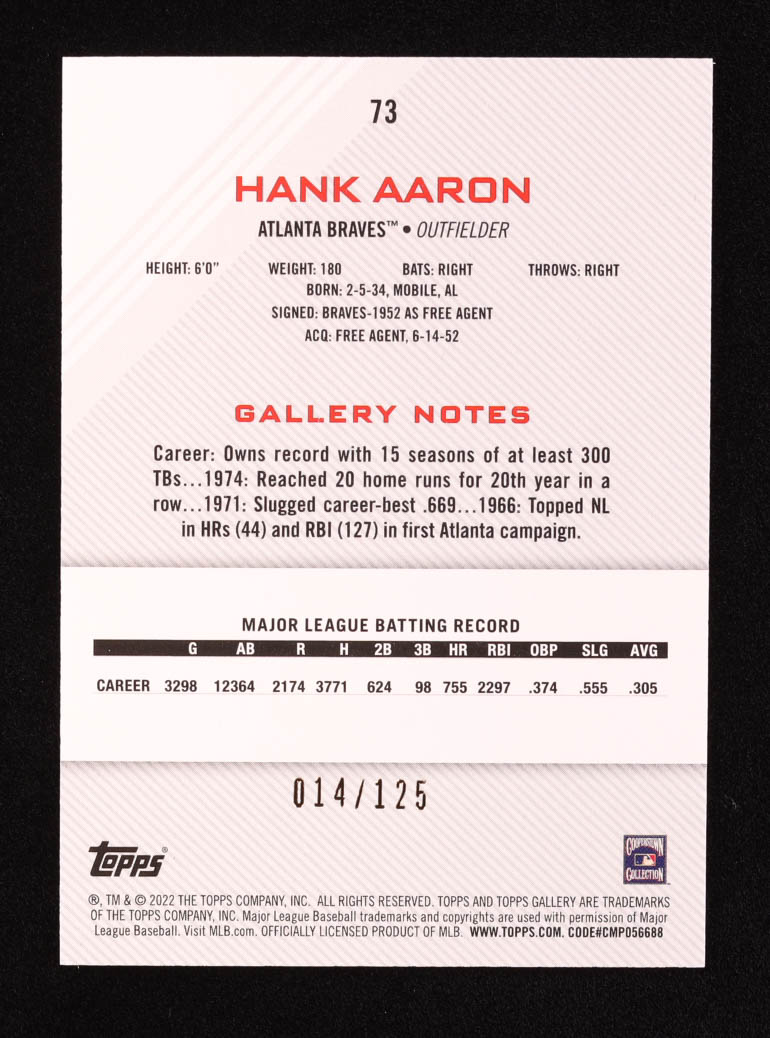 73
HANK AARON
ATLANTA BRAVES™ • OUTFIELDER
HEIGHT: 6'0" WEIGHT: 180 BATS: RIGHT THROWS: RIGHT
BORN: 2-5-34, MOBILE, AL
SIGNED: BRAVES-1952 AS FREE AGENT
ACQ: FREE AGENT, 6-14-52
GALLERY NOTES
Career: Owns record with 15 seasons of at least 300
TBs...1974: Reached 20 home runs for 20th year in a
row...1971: Slugged career-best .669...1966: Topped NL
in HRs (44) and RBI (127) in first Atlanta campaign.
MAJOR LEAGUE BATTING RECORD
G AB R H 2B 3B HR RBI OBP SLG AVG
CAREER 3298 12364 2174 3771 624 98 755 2297 .374 .555 .305
014/125
Topps®
COOPERSTOWN
COLLECTION
®, TM & © 2022 THE TOPPS COMPANY, INC. ALL RIGHTS RESERVED. TOPPS AND TOPPS GALLERY ARE TRADEMARKS
OF THE TOPPS COMPANY, INC. Major League Baseball trademarks and copyrights are used with permission of Major
League Baseball. Visit MLB.com. OFFICIALLY LICENSED PRODUCT OF MLB. WWW.TOPPS.COM. CODE#CMP056688